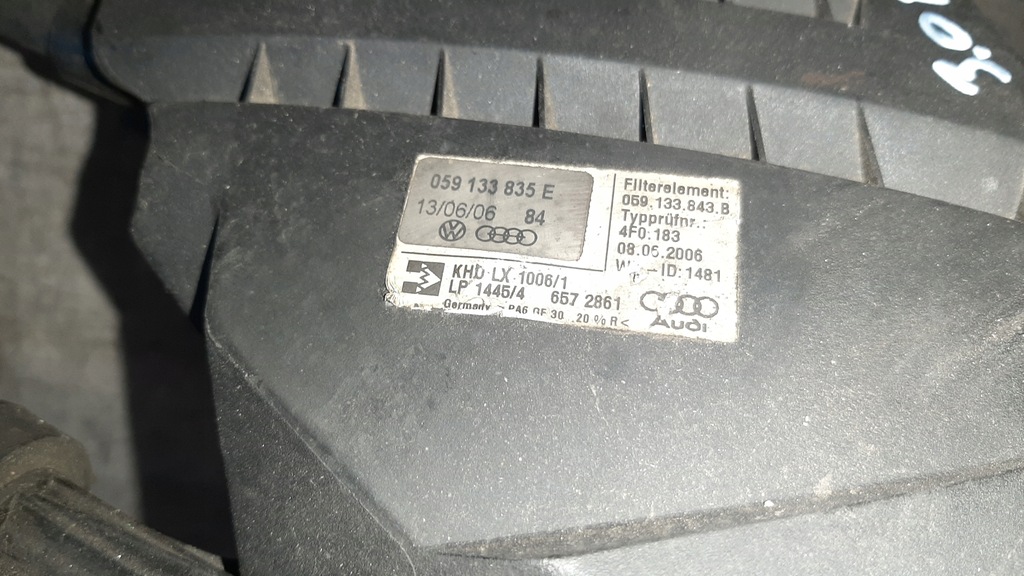 059 133 835 E
13/06/06 84
Filterelement:
059.133.843.B
Typprüfnr.:
4F0.183
08.06.2006
-ID:1481
KHD LX 1006/1
LP 1445/4 657 2861
Germany PA6 GF 30 20 % R<
Audi